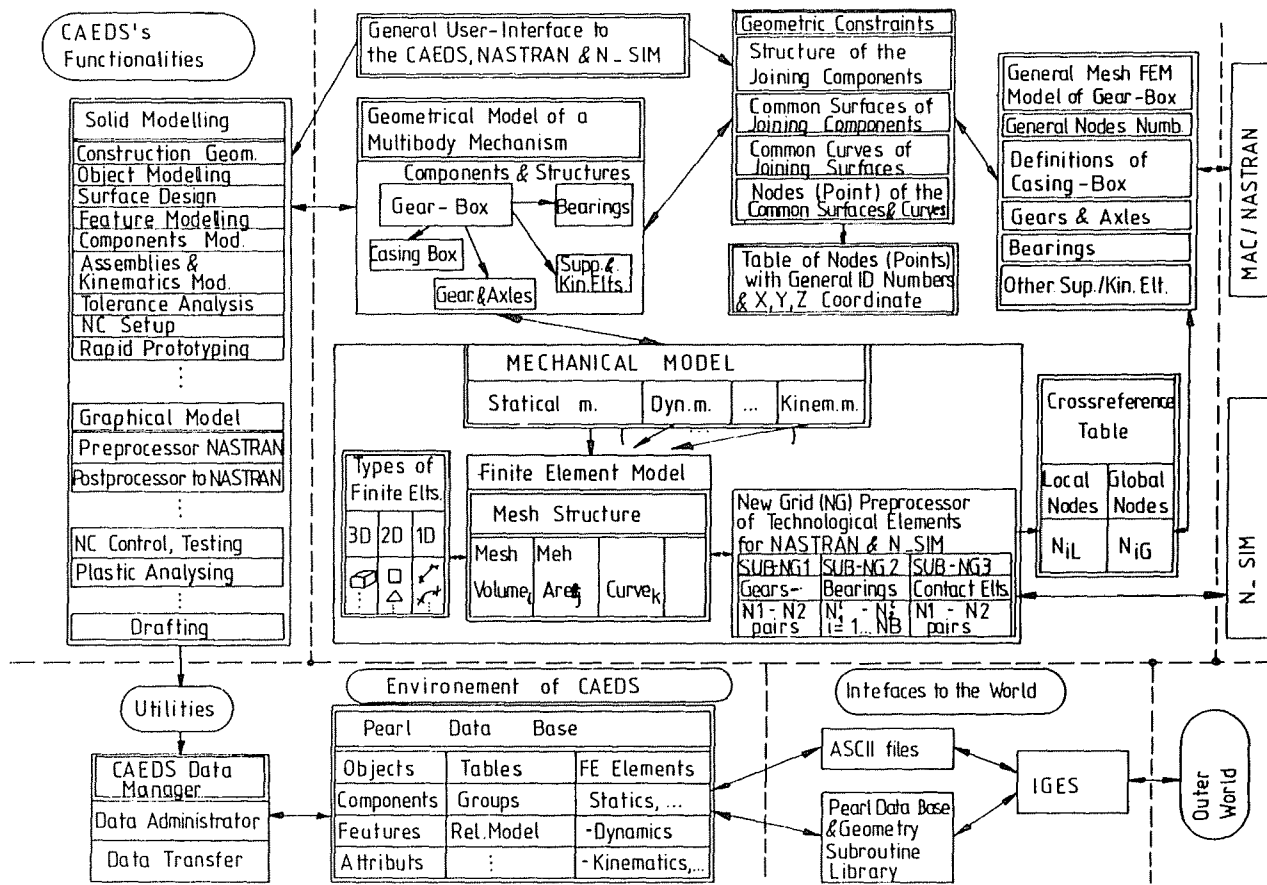 CAEDS's
Functionalities
Solid Modelling
Construction Geom.
Object Modelling
Surface Design
Feature Modelling
Components Mod.
Assemblies &
Kinematics Mod.
Tolerance Analysis
NC Setup
Rapid Prototyping
Graphical Model
Preprocessor NASTRAN
Postprocessor to NASTRAN
NC Control, Testing
Plastic Analysing
Drafting
General User-Interface to
the CAEDS, NASTRAN & N_SIM
Geometrical Model of a
Multibody Mechanism
Components & Structures
Gear-Box
Bearings
Casing Box
Supp. &
Kin. Elts.
Gear. & Axles
Geometric Constraints
Structure of the
Joining Components
Common Surfaces of
Joining Components
Common Curves of
Joining Surfaces
Nodes (Point) of the
Common Surfaces & Curves
Table of Nodes (Points)
with General ID Numbers
& X, Y, Z Coordinate
General Mesh FEM
Model of Gear-Box
General Nodes Numb.
Definitions of
Casing-Box
Gears & Axles
Bearings
Other Sup./Kin. Elt.
MAC/NASTRAN
MECHANICAL MODEL
Statical m.
Dyn.m.
...
Kinem.m.
Types of
Finite Elts.
3D 2D 1D
Finite Element Model
Mesh Structure
Mesh
Volumei
Meh
Areaj
Curvek
New Grid (NG) Preprocessor
of Technological Elements
for NASTRAN & N_SIM
SUB-NG1 SUB-NG2 SUB-NG3
Gears- Bearings Contact Elts.
N1 - N2
pairs
N'i - N'i
i= 1... NB
N1 - N2
pairs
Crossreference
Table
Local
Nodes
Global
Nodes
NiL
NiG
N_SIM
Utilities
CAEDS Data
Manager
Data Administrator
Data Transfer
Environement of CAEDS
Pearl Data Base
Objects Tables FE Elements
Components Groups Statics, ...
Features Rel.Model -Dynamics
Attributs -Kinematics,...
Intefaces to the World
ASCII files
Pearl Data Base
& Geometry
Subroutine
Library
IGES
Outer
World